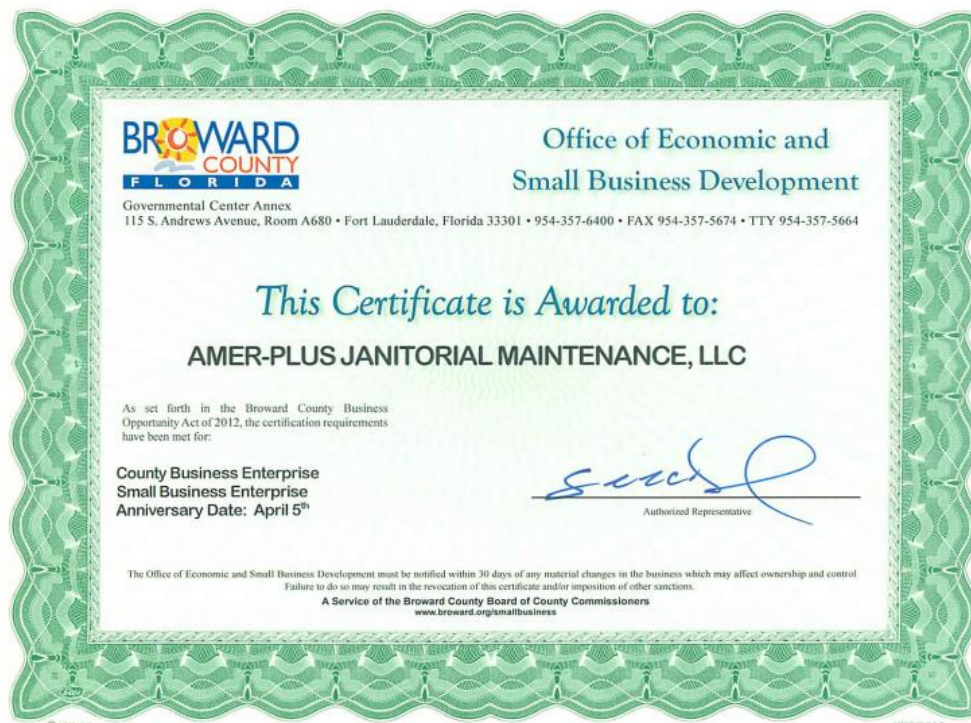 BROWARD
COUNTY
FLORIDA
Office of Economic and
Small Business Development
Governmental Center Annex
115 S. Andrews Avenue, Room A680 • Fort Lauderdale, Florida 33301 • 954-357-6400 • FAX 954-357-5674 • TTY 954-357-5664
This Certificate is Awarded to:
AMER-PLUS JANITORIAL MAINTENANCE, LLC
As set forth in the Broward County Business
Opportunity Act of 2012, the certification requirements
have been met for:
County Business Enterprise
Small Business Enterprise
Anniversary Date: April 5th
Authorized Representative
The Office of Economic and Small Business Development must be notified within 30 days of any material changes in the business which may affect ownership and control.
Failure to do so may result in the revocation of this certificate and/or imposition of other sanctions.
A Service of the Broward County Board of County Commissioners
www.broward.org/smallbusiness